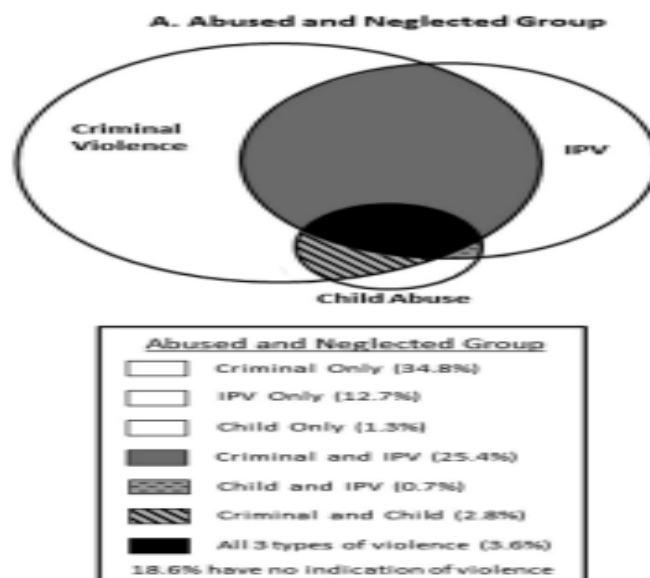 A. Abused and Neglected Group
Criminal
Violence
IPV
Child Abuse
Abused and Neglected Group
Criminal Only (34.8%)
IPV Only (12.7%)
Child Only (1.3%)
Criminal and IPV (25.4%)
Child and IPV (0.7%)
Criminal and Child (2.8%)
All 3 types of violence (3.6%)
18.6% have no indication of violence